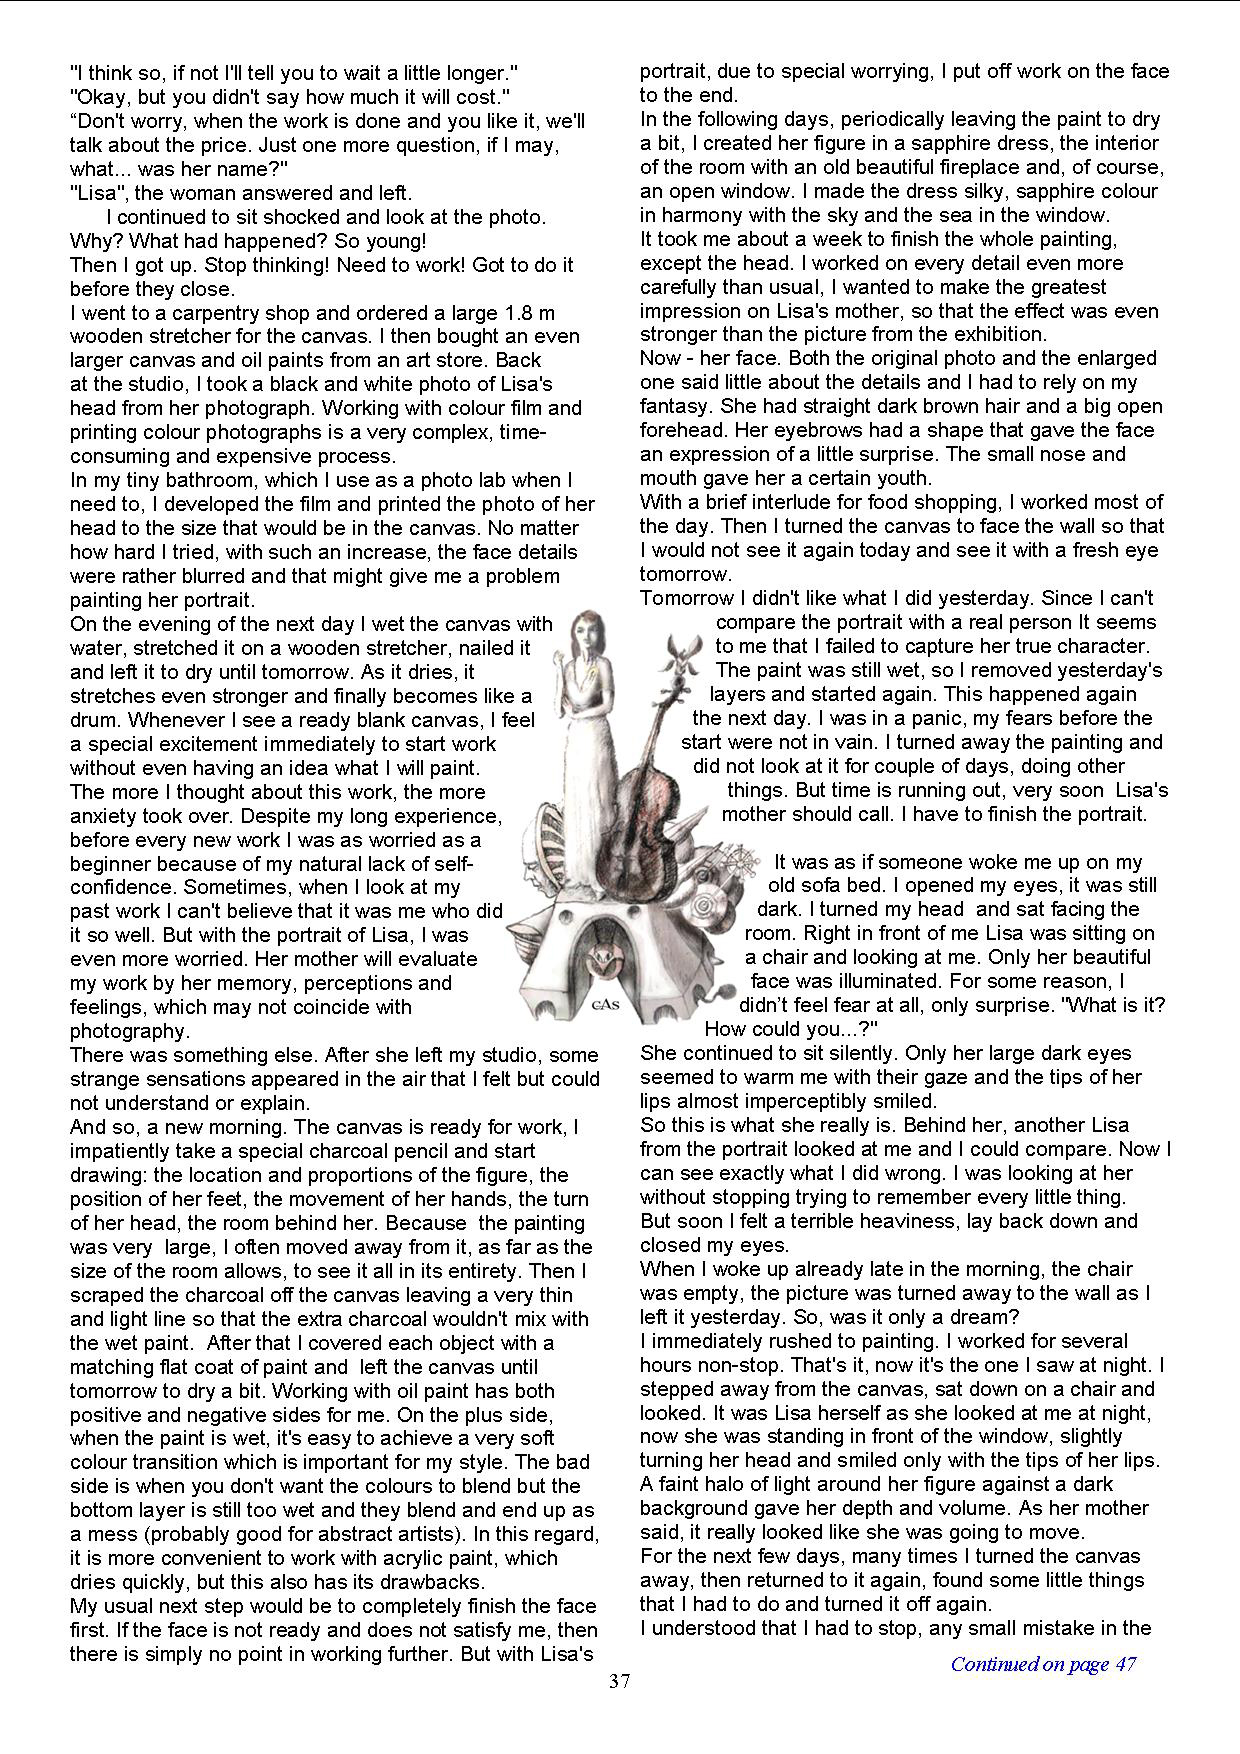 "I think so, if not I'll tell you to wait a little longer."
"Okay, but you didn't say how much it will cost."
“Don't worry, when the work is done and you like it, we'll
talk about the price. Just one more question, if I may,
what... was her name?"
"Lisa", the woman answered and left.
I continued to sit shocked and look at the photo.
Why? What had happened? So young!
Then I got up. Stop thinking! Need to work! Got to do it
before they close.
I went to a carpentry shop and ordered a large 1.8 m
wooden stretcher for the canvas. I then bought an even
larger canvas and oil paints from an art store. Back
at the studio, I took a black and white photo of Lisa's
head from her photograph. Working with colour film and
printing colour photographs is a very complex, time-
consuming and expensive process.
In my tiny bathroom, which I use as a photo lab when I
need to, I developed the film and printed the photo of her
head to the size that would be in the canvas. No matter
how hard I tried, with such an increase, the face details
were rather blurred and that might give me a problem
painting her portrait.
On the evening of the next day I wet the canvas with
water, stretched it on a wooden stretcher, nailed it
and left it to dry until tomorrow. As it dries, it
stretches even stronger and finally becomes like a
drum. Whenever I see a ready blank canvas, I feel
a special excitement immediately to start work
without even having an idea what I will paint.
The more I thought about this work, the more
anxiety took over. Despite my long experience,
before every new work I was as worried as a
beginner because of my natural lack of self-
confidence. Sometimes, when I look at my
past work I can't believe that it was me who did
it so well. But with the portrait of Lisa, I was
even more worried. Her mother will evaluate
my work by her memory, perceptions and
feelings, which may not coincide with
photography.
There was something else. After she left my studio, some
strange sensations appeared in the air that I felt but could
not understand or explain.
And so, a new morning. The canvas is ready for work, I
impatiently take a special charcoal pencil and start
drawing: the location and proportions of the figure, the
position of her feet, the movement of her hands, the turn
of her head, the room behind her. Because  the painting
was very  large, I often moved away from it, as far as the
size of the room allows, to see it all in its entirety. Then I
scraped the charcoal off the canvas leaving a very thin
and light line so that the extra charcoal wouldn't mix with
the wet paint.  After that I covered each object with a
matching flat coat of paint and  left the canvas until
tomorrow to dry a bit. Working with oil paint has both
positive and negative sides for me. On the plus side,
when the paint is wet, it's easy to achieve a very soft
colour transition which is important for my style. The bad
side is when you don't want the colours to blend but the
bottom layer is still too wet and they blend and end up as
a mess (probably good for abstract artists). In this regard,
it is more convenient to work with acrylic paint, which
dries quickly, but this also has its drawbacks.
My usual next step would be to completely finish the face
first. If the face is not ready and does not satisfy me, then
there is simply no point in working further. But with Lisa's
portrait, due to special worrying, I put off work on the face
to the end.
In the following days, periodically leaving the paint to dry
a bit, I created her figure in a sapphire dress, the interior
of the room with an old beautiful fireplace and, of course,
an open window. I made the dress silky, sapphire colour
in harmony with the sky and the sea in the window.
It took me about a week to finish the whole painting,
except the head. I worked on every detail even more
carefully than usual, I wanted to make the greatest
impression on Lisa's mother, so that the effect was even
stronger than the picture from the exhibition.
Now - her face. Both the original photo and the enlarged
one said little about the details and I had to rely on my
fantasy. She had straight dark brown hair and a big open
forehead. Her eyebrows had a shape that gave the face
an expression of a little surprise. The small nose and
mouth gave her a certain youth.
With a brief interlude for food shopping, I worked most of
the day. Then I turned the canvas to face the wall so that
I would not see it again today and see it with a fresh eye
tomorrow.
Tomorrow I didn't like what I did yesterday. Since I can't
compare the portrait with a real person It seems
to me that I failed to capture her true character.
The paint was still wet, so I removed yesterday's
layers and started again. This happened again
the next day. I was in a panic, my fears before the
start were not in vain. I turned away the painting and
did not look at it for couple of days, doing other
things. But time is running out, very soon  Lisa's
mother should call. I have to finish the portrait.
It was as if someone woke me up on my
old sofa bed. I opened my eyes, it was still
dark. I turned my head  and sat facing the
room. Right in front of me Lisa was sitting on
a chair and looking at me. Only her beautiful
face was illuminated. For some reason, I
didn’t feel fear at all, only surprise. "What is it?
How could you...?"
She continued to sit silently. Only her large dark eyes
seemed to warm me with their gaze and the tips of her
lips almost imperceptibly smiled.
So this is what she really is. Behind her, another Lisa
from the portrait looked at me and I could compare. Now I
can see exactly what I did wrong. I was looking at her
without stopping trying to remember every little thing.
But soon I felt a terrible heaviness, lay back down and
closed my eyes.
When I woke up already late in the morning, the chair
was empty, the picture was turned away to the wall as I
left it yesterday. So, was it only a dream?
I immediately rushed to painting. I worked for several
hours non-stop. That's it, now it's the one I saw at night. I
stepped away from the canvas, sat down on a chair and
looked. It was Lisa herself as she looked at me at night,
now she was standing in front of the window, slightly
turning her head and smiled only with the tips of her lips.
A faint halo of light around her figure against a dark
background gave her depth and volume. As her mother
said, it really looked like she was going to move.
For the next few days, many times I turned the canvas
away, then returned to it again, found some little things
that I had to do and turned it off again.
I understood that I had to stop, any small mistake in the
GAS
Continued on page 47
37